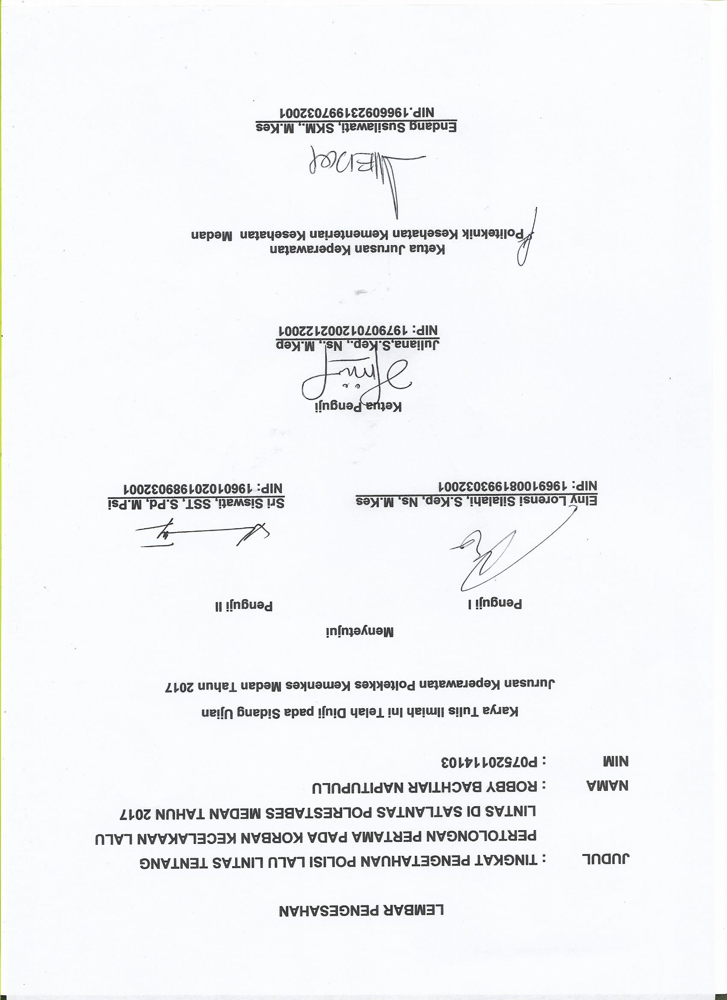 LEMBAR PENGESAHAN
JUDUL : TINGKAT PENGETAHUAN POLISI LALU LINTAS TENTANG
PERTOLONGAN PERTAMA PADA KORBAN KECELAKAAN LALU
LINTAS DI SATLANTAS POLRESTABES MEDAN TAHUN 2017
NAMA : ROBBY BACHTIAR NAPITUPULU
NIM : P07520114103
Karya Tulis Ilmiah Ini Telah Diuji pada Sidang Ujian
Jurusan Keperawatan Poltekkes Kemenkes Medan Tahun 2017
Menyetujui
Penguji I Penguji II
Elny Lorensi Silalahi, S.Kep, Ns, M.Kes Sri Siswati, SST, S.Pd, M.Psi
NIP: 196910081993032001 NIP: 196010201989032001
Ketua Penguji
Juliana,S.Kep., Ns., M.Kep
NIP: 197907012002122001
Ketua Jurusan Keperawatan
Politeknik Kesehatan Kementerian Kesehatan Medan
Endang Susilawati, SKM., M.Kes
NIP.196609231997032001